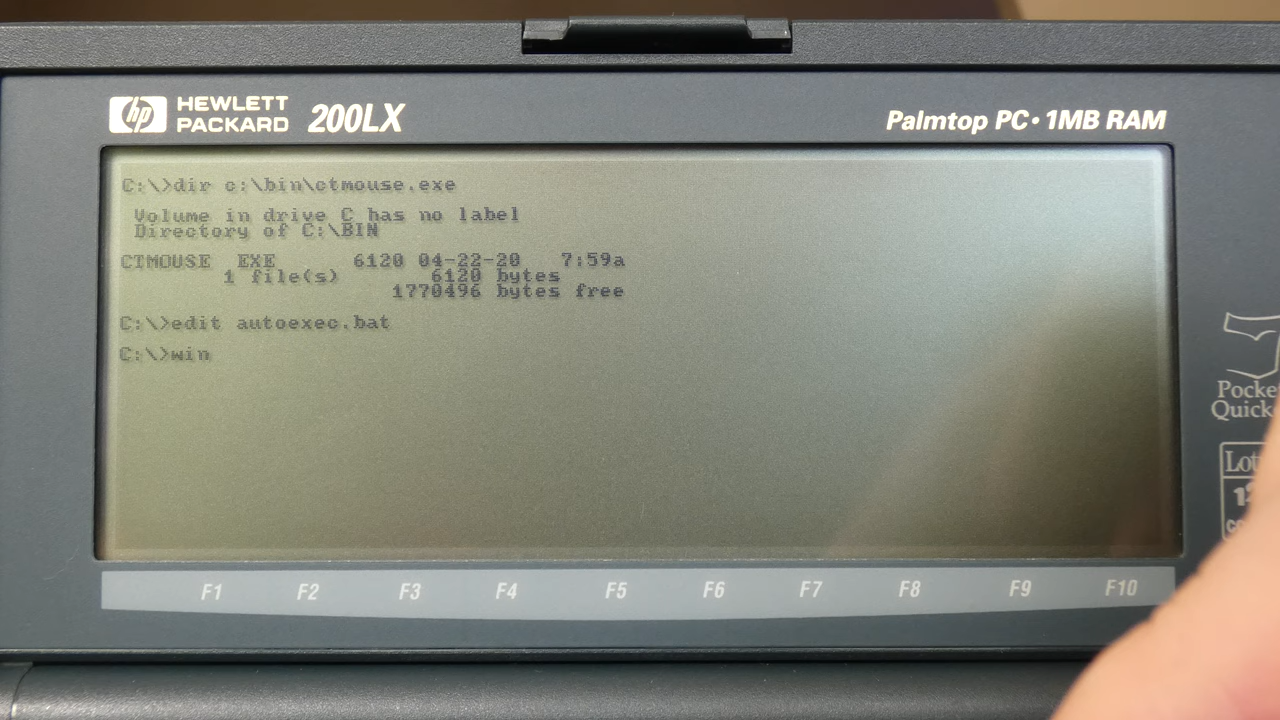 hp HEWLETT PACKARD 200LX
Palmtop PC • 1MB RAM
C:\>dir c:\bin\ctmouse.exe
Volume in drive C has no label
Directory of C:\BIN
CTMOUSE EXE 6120 04-22-20 7:59a
1 file(s) 6120 bytes
1770496 bytes free
C:\>edit autoexec.bat
C:\>win
Quick
F1 F2 F3 F4 F5 F6 F7 F8 F9 F10